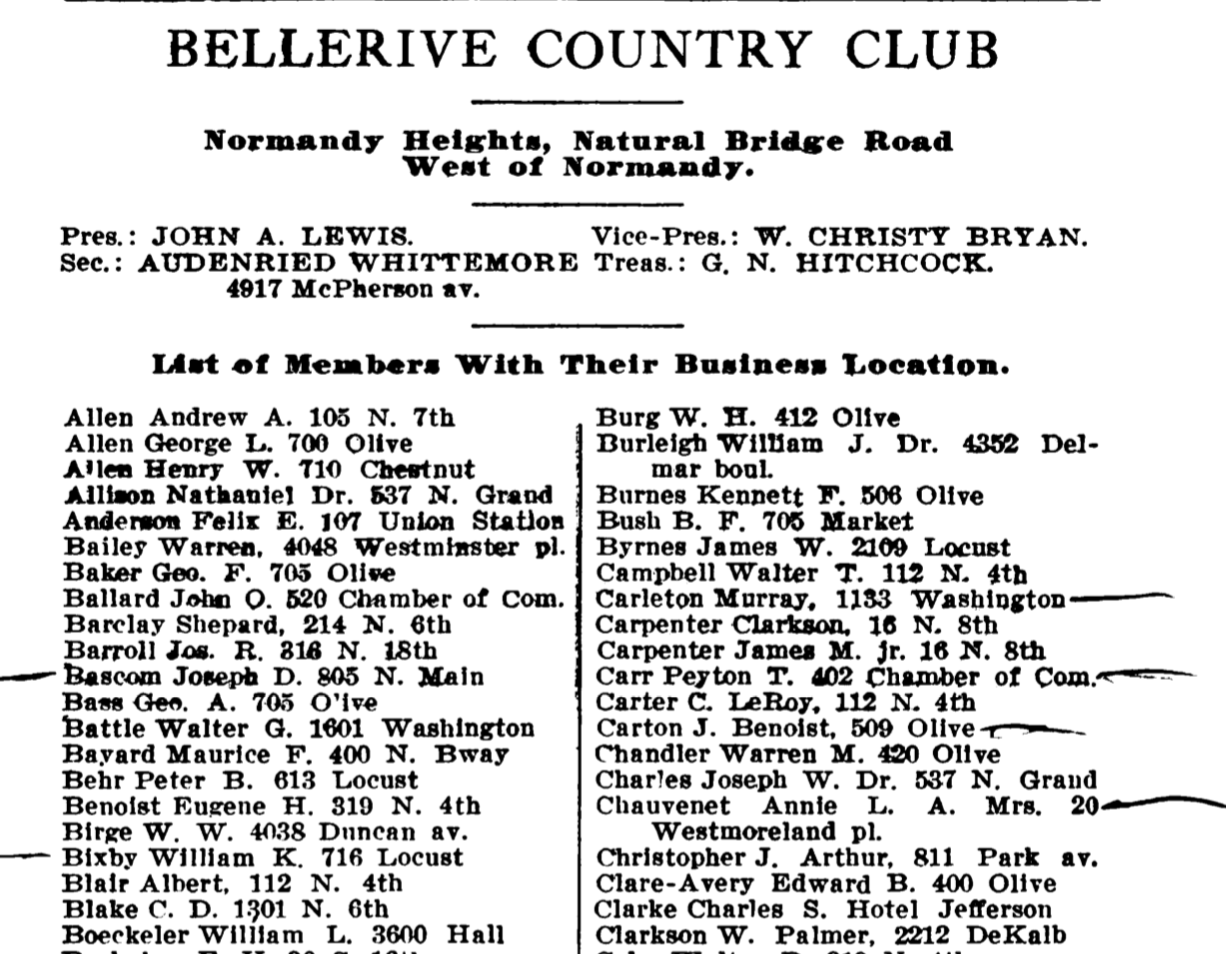 BELLERIVE COUNTRY CLUB
Normandy Heights, Natural Bridge Road
West of Normandy.
Pres.: JOHN A. LEWIS. Vice-Pres.: W. CHRISTY BRYAN.
Sec.: AUDENRIED WHITTEMORE Treas.: G. N. HITCHCOCK.
4917 McPherson av.
List of Members With Their Business Location.
Allen Andrew A. 105 N. 7th
Allen George L. 700 Olive
Allen Henry W. 710 Chestnut
Allison Nathaniel Dr. 537 N. Grand
Anderson Felix E. 107 Union Station
Bailey Warren, 4048 Westminster pl.
Baker Geo. F. 705 Olive
Ballard John O. 520 Chamber of Com.
Barclay Shepard, 214 N. 6th
Barroll Jos. R. 316 N. 18th
Bascom Joseph D. 805 N. Main
Bass Geo. A. 705 O'ive
Battle Walter G. 1601 Washington
Bayard Maurice F. 400 N. Bway
Behr Peter B. 613 Locust
Benoist Eugene H. 319 N. 4th
Birge W. W. 4038 Duncan av.
Bixby William K. 716 Locust
Blair Albert, 112 N. 4th
Blake C. D. 1301 N. 6th
Boeckeler William L. 3600 Hall
Burg W. H. 412 Olive
Burleigh William J. Dr. 4352 Del-
mar boul.
Burnes Kennett F. 506 Olive
Bush B. F. 705 Market
Byrnes James W. 2109 Locust
Campbell Walter T. 112 N. 4th
Carleton Murray, 1133 Washington
Carpenter Clarkson, 16 N. 8th
Carpenter James M. jr. 16 N. 8th
Carr Peyton T. 402 Chamber of Com.
Carter C. LeRoy, 112 N. 4th
Carton J. Benoist, 509 Olive
Chandler Warren M. 420 Olive
Charles Joseph W. Dr. 537 N. Grand
Chauvenet Annie L. A. Mrs. 20
Westmoreland pl.
Christopher J. Arthur, 811 Park av.
Clare-Avery Edward B. 400 Olive
Clarke Charles S. Hotel Jefferson
Clarkson W. Palmer, 2212 DeKalb